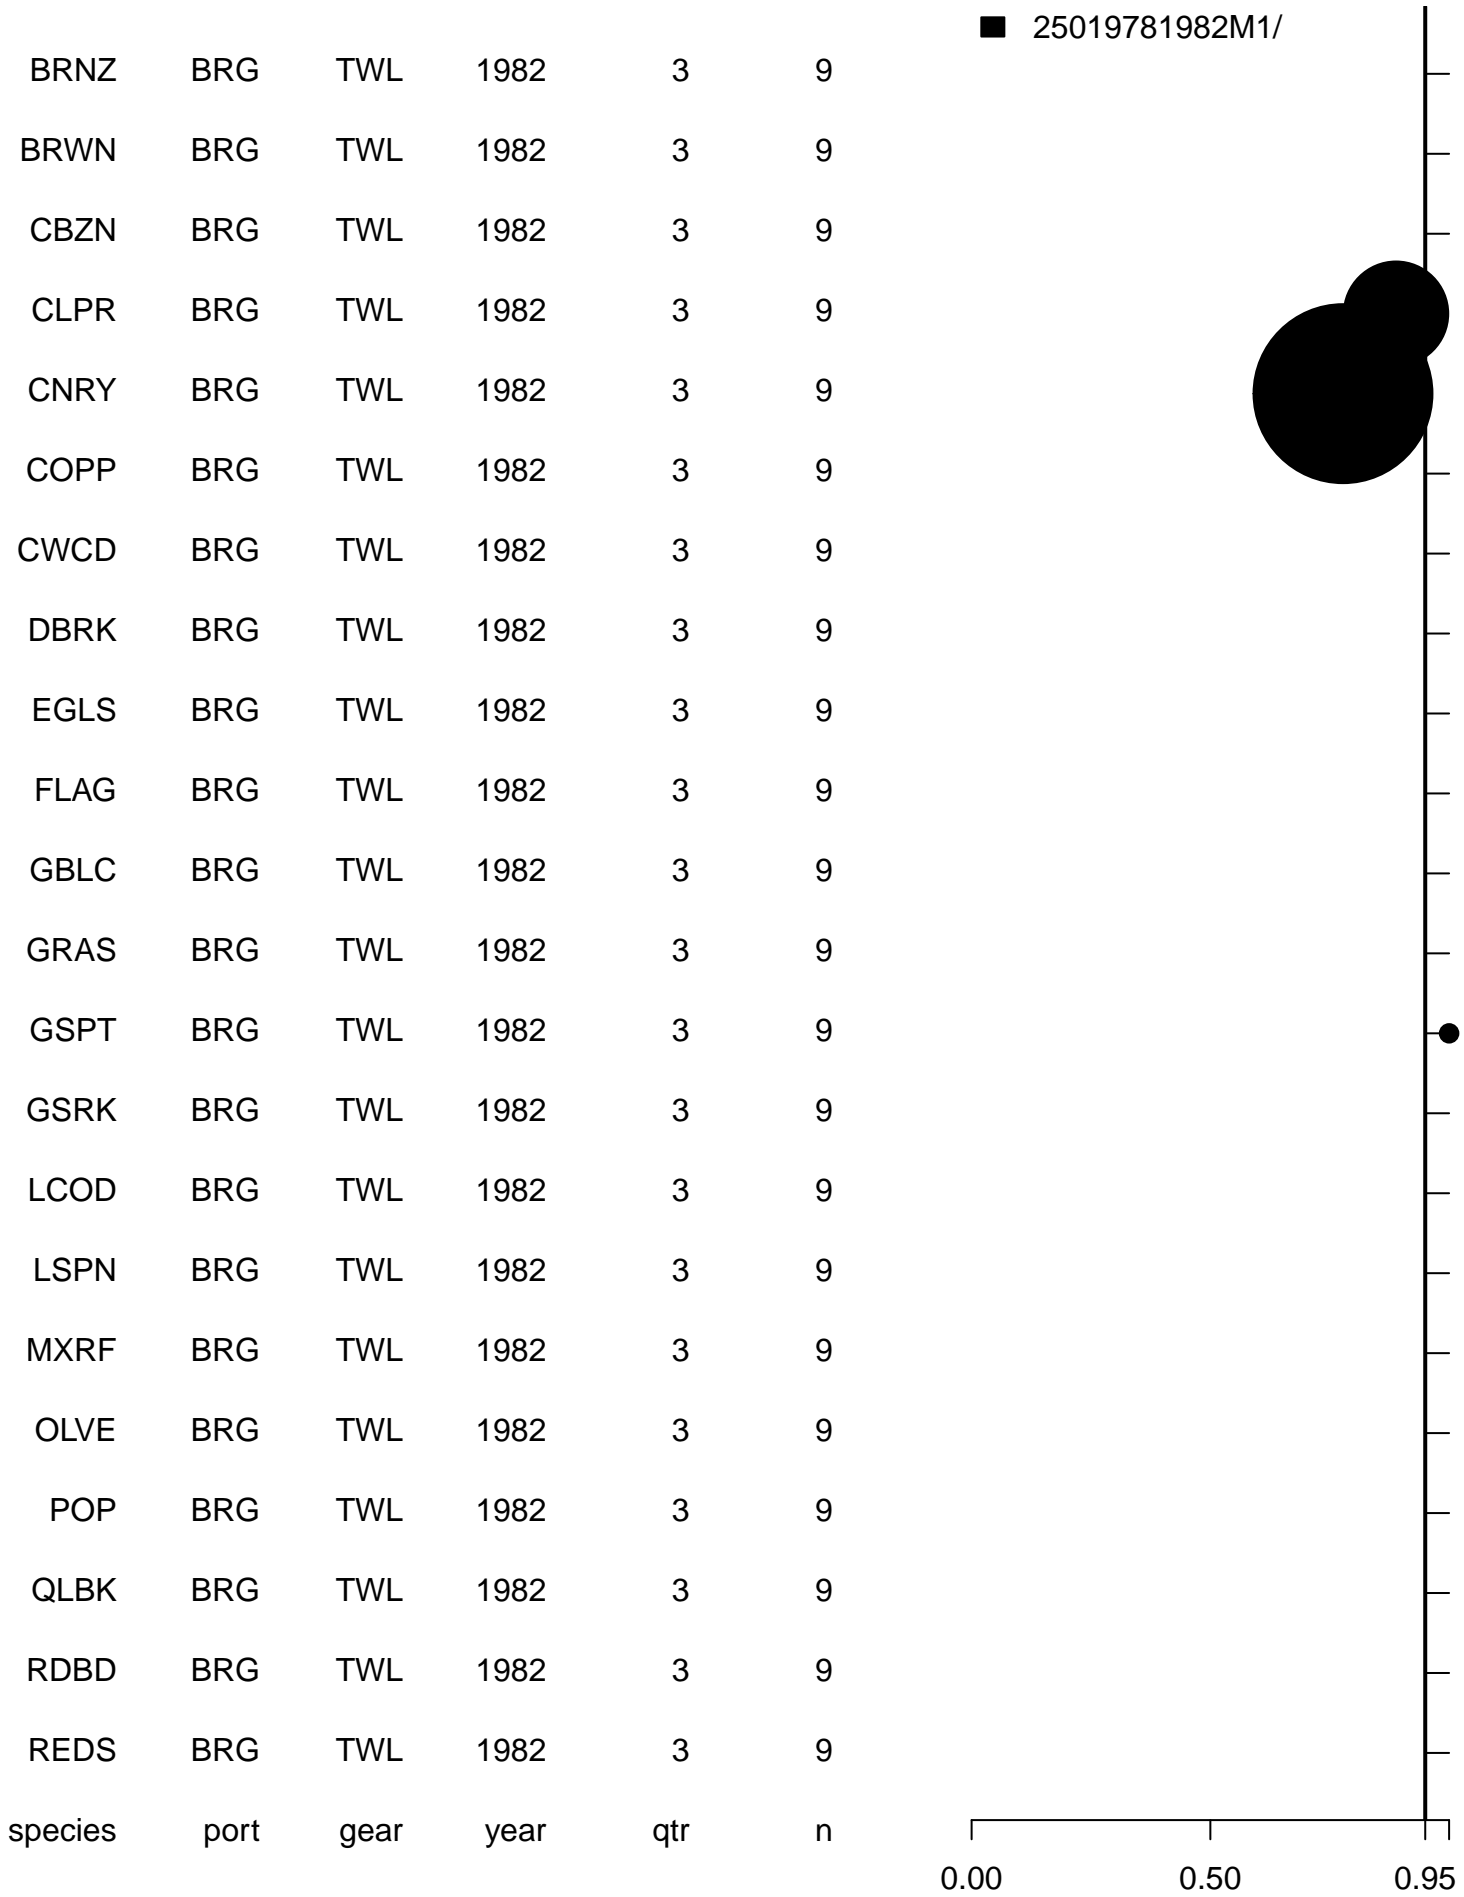 25019781982M1/
BRNZ BRG TWL 1982 3 9
BRWN BRG TWL 1982 3 9
CBZN BRG TWL 1982 3 9
CLPR BRG TWL 1982 3 9
CNRY BRG TWL 1982 3 9
COPP BRG TWL 1982 3 9
CWCD BRG TWL 1982 3 9
DBRK BRG TWL 1982 3 9
EGLS BRG TWL 1982 3 9
FLAG BRG TWL 1982 3 9
GBLC BRG TWL 1982 3 9
GRAS BRG TWL 1982 3 9
GSPT BRG TWL 1982 3 9
GSRK BRG TWL 1982 3 9
LCOD BRG TWL 1982 3 9
LSPN BRG TWL 1982 3 9
MXRF BRG TWL 1982 3 9
OLVE BRG TWL 1982 3 9
POP BRG TWL 1982 3 9
QLBK BRG TWL 1982 3 9
RDBD BRG TWL 1982 3 9
REDS BRG TWL 1982 3 9
species port gear year qtr n
0.00 0.50 0.95